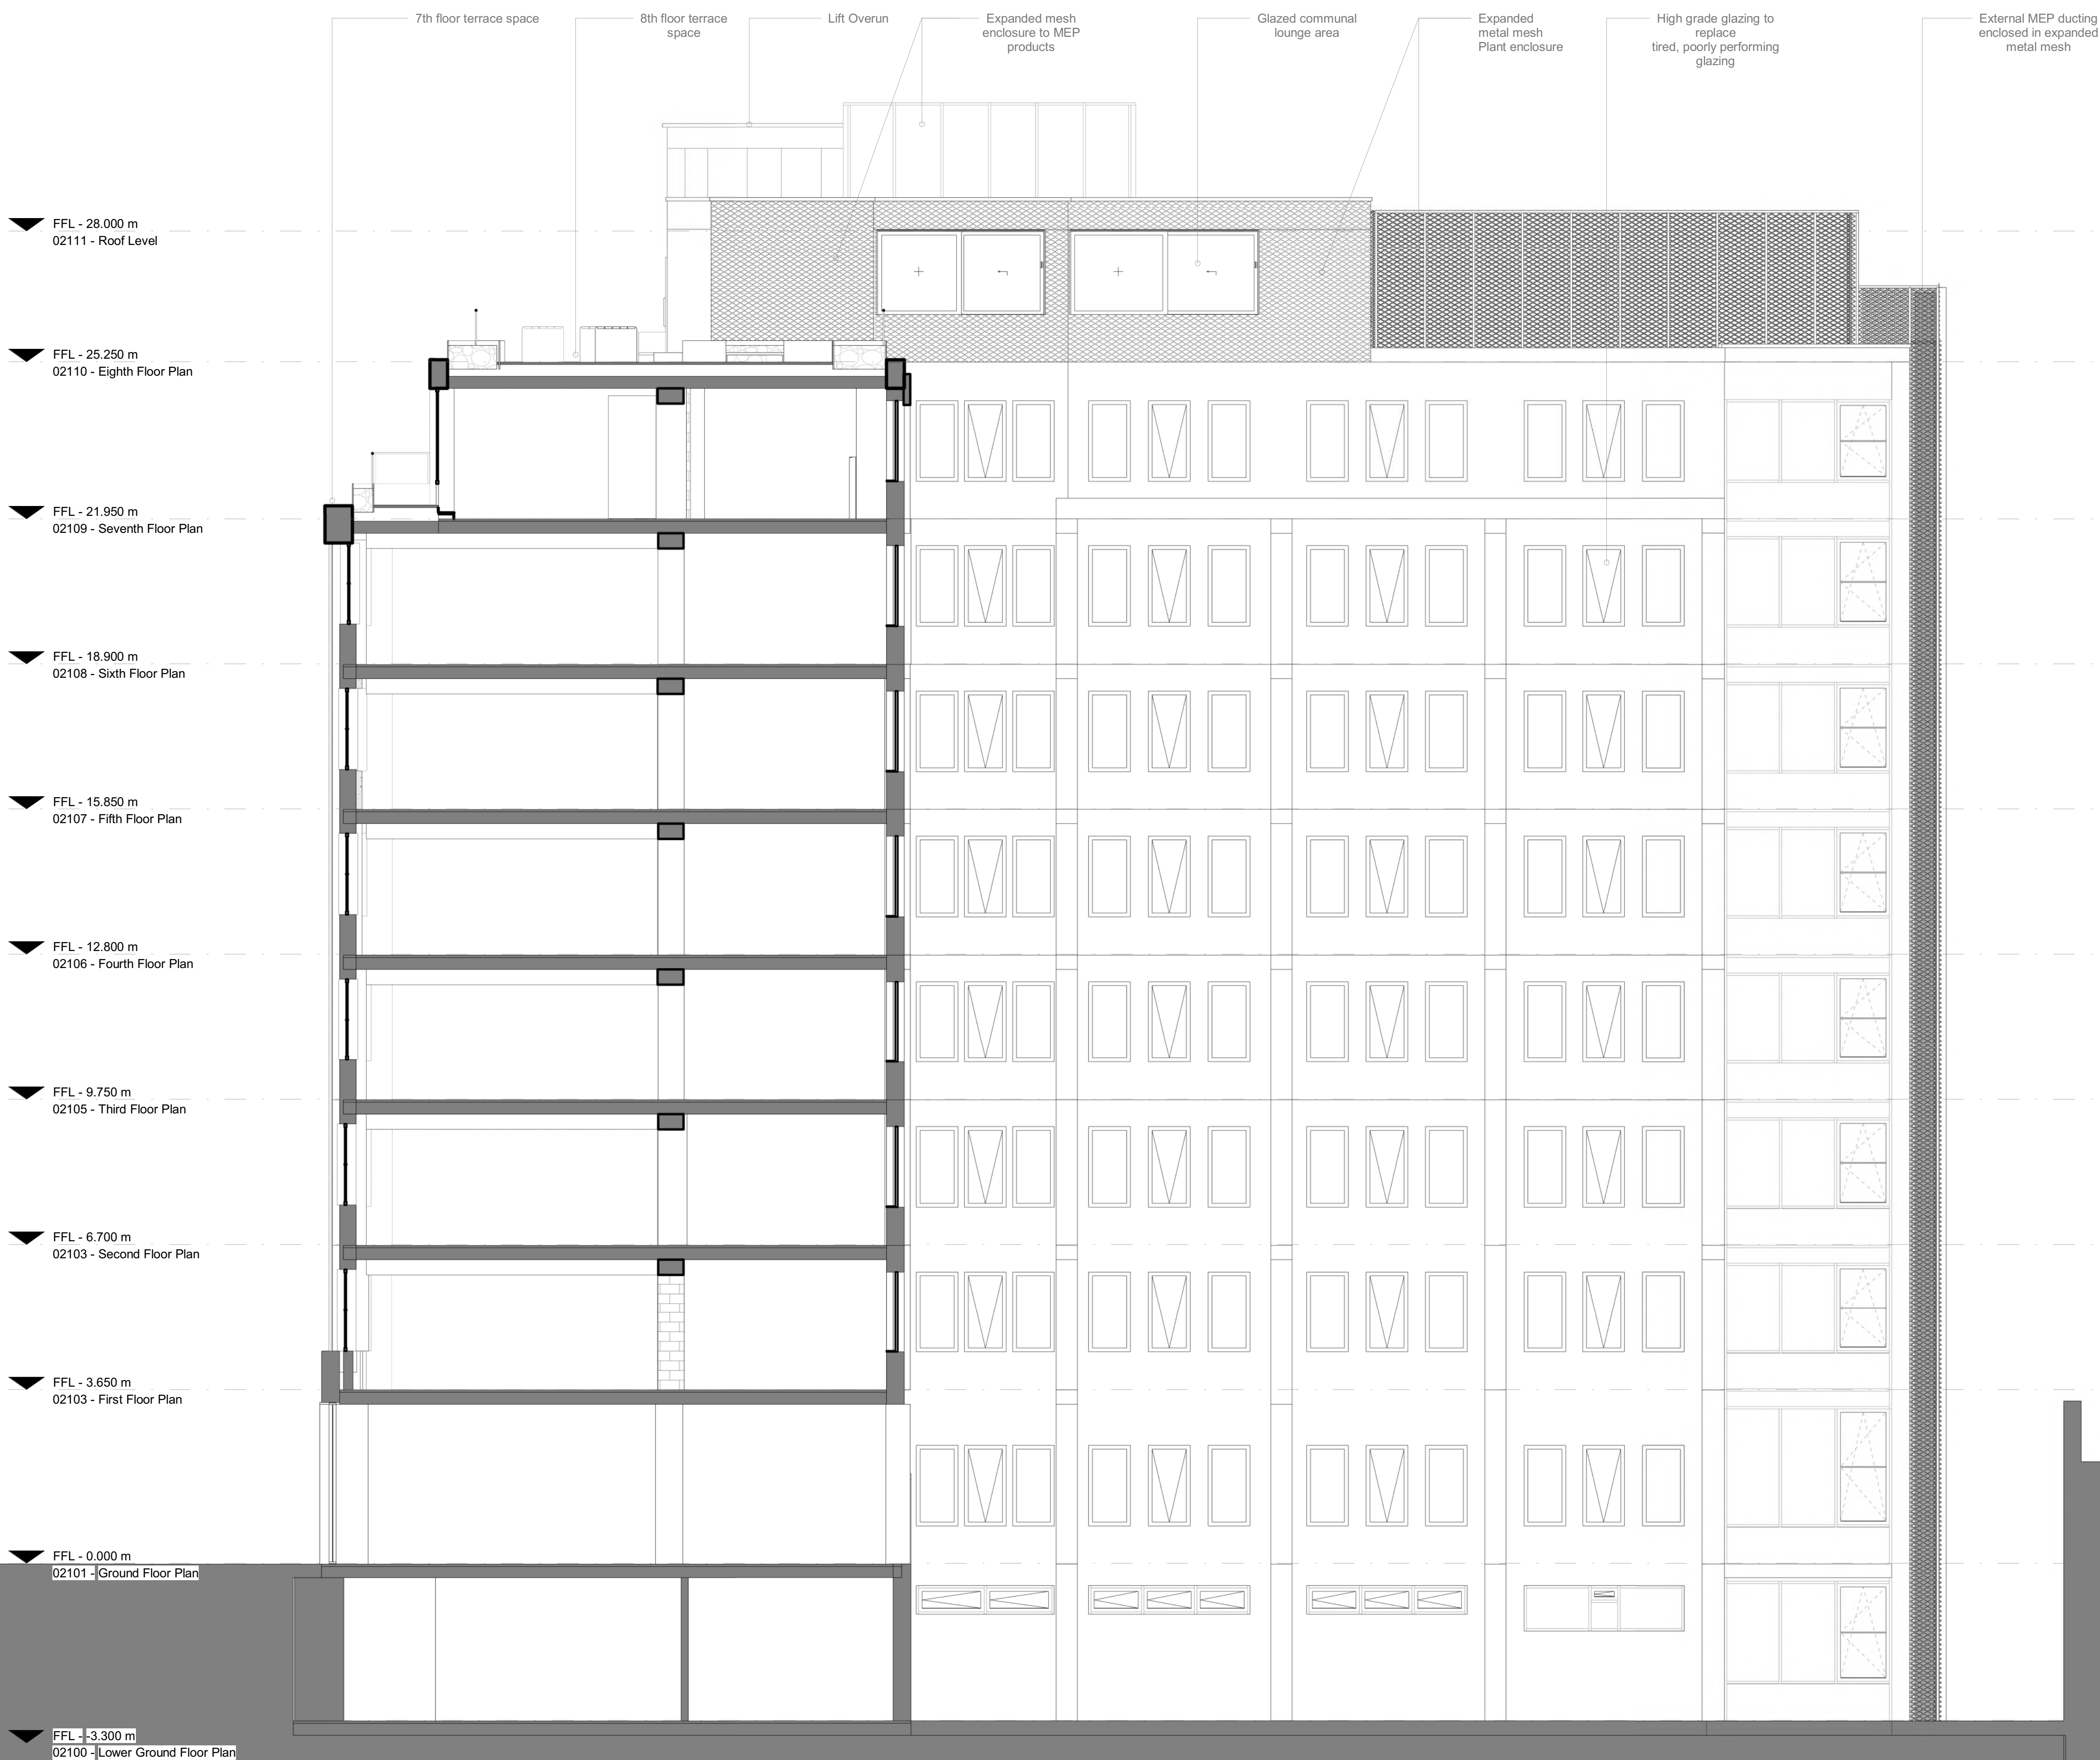 7th floor terrace space
8th floor terrace
space
Lift Overun
Expanded mesh
enclosure to MEP
products
Glazed communal
lounge area
Expanded
metal mesh
Plant enclosure
High grade glazing to
replace
tired, poorly performing
glazing
External MEP ducting
enclosed in expanded
metal mesh
FFL - 28.000 m
02111 - Roof Level
FFL - 25.250 m
02110 - Eighth Floor Plan
FFL - 21.950 m
02109 - Seventh Floor Plan
FFL - 18.900 m
02108 - Sixth Floor Plan
FFL - 15.850 m
02107 - Fifth Floor Plan
FFL - 12.800 m
02106 - Fourth Floor Plan
FFL - 9.750 m
02105 - Third Floor Plan
FFL - 6.700 m
02103 - Second Floor Plan
FFL - 3.650 m
02103 - First Floor Plan
FFL - 0.000 m
02101 - Ground Floor Plan
FFL - -3.300 m
02100 - Lower Ground Floor Plan